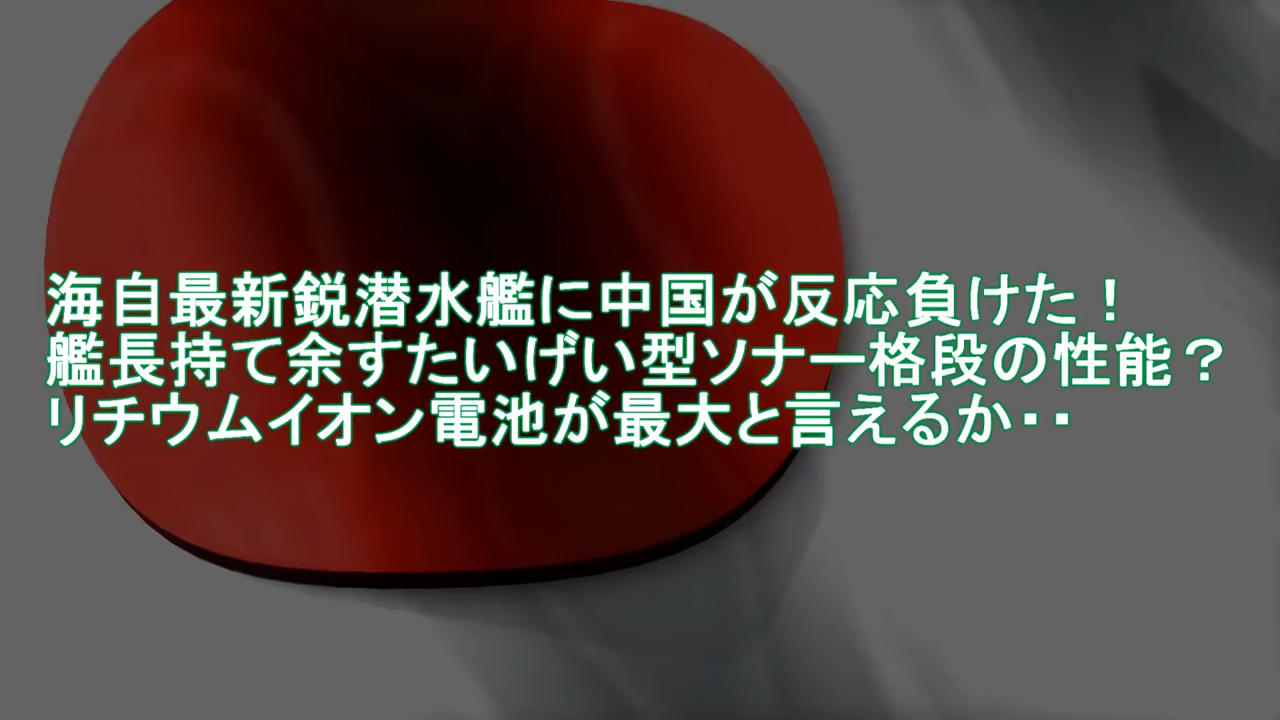 海自最新鋭潜水艦に中国が反応負けた！
艦長持て余すたいげい型ソナー格段の性能？
リチウムイオン電池が最大と言えるか・・